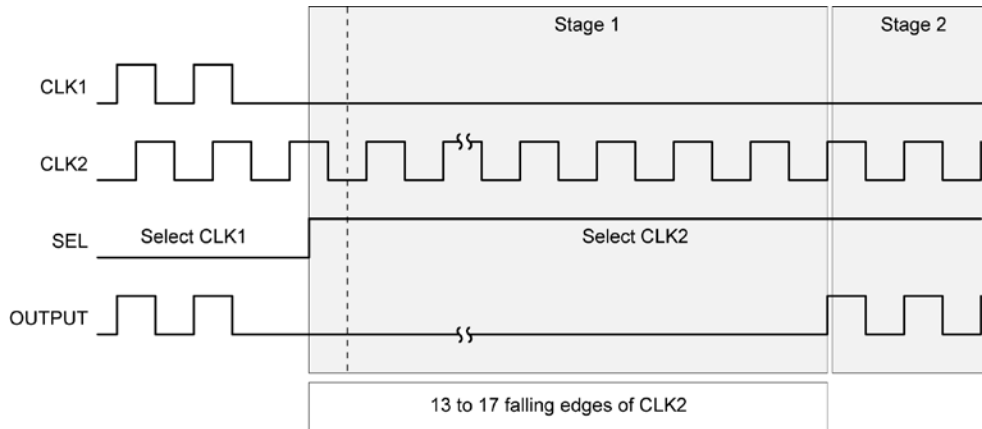 Stage 1
Stage 2
CLK1
CLK2
SEL
Select CLK1
Select CLK2
OUTPUT
13 to 17 falling edges of CLK2